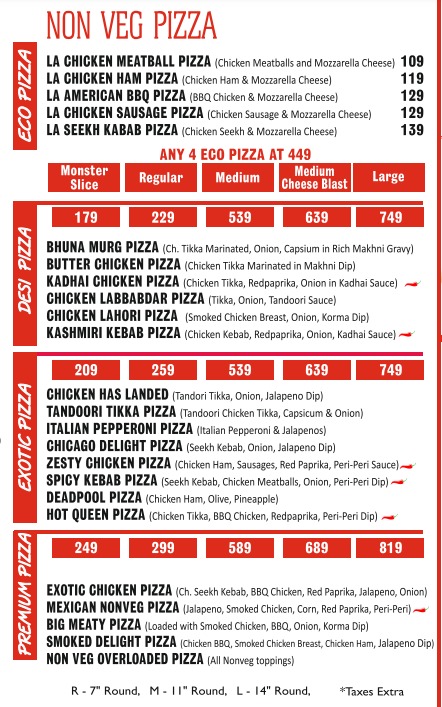 NON VEG PIZZA
ECO PIZZA
LA CHICKEN MEATBALL PIZZA (Chicken Meatballs and Mozzarella Cheese) 109
LA CHICKEN HAM PIZZA (Chicken Ham & Mozzarella Cheese) 119
LA AMERICAN BBQ PIZZA (BBQ Chicken & Mozzarella Cheese) 129
LA CHICKEN SAUSAGE PIZZA (Chicken Sausage & Mozzarella Cheese) 129
LA SEEKH KABAB PIZZA (Chicken Seekh & Mozzarella Cheese) 139
ANY 4 ECO PIZZA AT 449
Monster Slice Regular Medium Medium Cheese Blast Large
DESI PIZZA
179 229 539 639 749
BHUNA MURG PIZZA (Ch. Tikka Marinated, Onion, Capsium in Rich Makhni Gravy)
BUTTER CHICKEN PIZZA (Chicken Tikka Marinated in Makhni Dip)
KADHAI CHICKEN PIZZA (Chicken Tikka, Redpaprika, Onion in Kadhai Sauce)
CHICKEN LABBABDAR PIZZA (Tikka, Onion, Tandoori Sauce)
CHICKEN LAHORI PIZZA (Smoked Chicken Breast, Onion, Korma Dip)
KASHMIRI KEBAB PIZZA (Chicken Kebab, Redpaprika, Onion, Kadhai Sauce)
EXOTIC PIZZA
209 259 539 639 749
CHICKEN HAS LANDED (Tandori Tikka, Onion, Jalapeno Dip)
TANDOORI TIKKA PIZZA (Tandoori Chicken Tikka, Capsicum & Onion)
ITALIAN PEPPERONI PIZZA (Italian Pepperoni & Jalapenos)
CHICAGO DELIGHT PIZZA (Seekh Kebab, Onion, Jalapeno Dip)
ZESTY CHICKEN PIZZA (Chicken Ham, Sausages, Red Paprika, Peri-Peri Sauce)
SPICY KEBAB PIZZA (Seekh Kebab, Chicken Meatballs, Onion, Peri-Peri Dip)
DEADPOOL PIZZA (Chicken Ham, Olive, Pineapple)
HOT QUEEN PIZZA (Chicken Tikka, BBQ Chicken, Redpaprika, Peri-Peri Dip)
PREMIUM PIZZA
249 299 589 689 819
EXOTIC CHICKEN PIZZA (Ch. Seekh Kebab, BBQ Chicken, Red Paprika, Jalapeno, Onion)
MEXICAN NONVEG PIZZA (Jalapeno, Smoked Chicken, Corn, Red Paprika, Peri-Peri)
BIG MEATY PIZZA (Loaded with Smoked Chicken, BBQ, Onion, Korma Dip)
SMOKED DELIGHT PIZZA (Chicken BBQ, Smoked Chicken Breast, Chicken Ham, Jalapeno Dip)
NON VEG OVERLOADED PIZZA (All Nonveg toppings)
R - 7" Round, M - 11" Round, L - 14" Round, *Taxes Extra